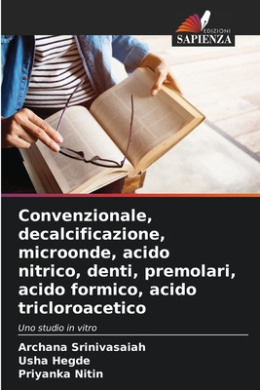 EDIZIONI
SAPIENZA
Convenzionale,
decalcificazione,
microonde, acido
nitrico, denti, premolari,
acido formico, acido
tricloroacetico
Uno studio in vitro
Archana Srinivasaiah
Usha Hegde
Priyanka Nitin